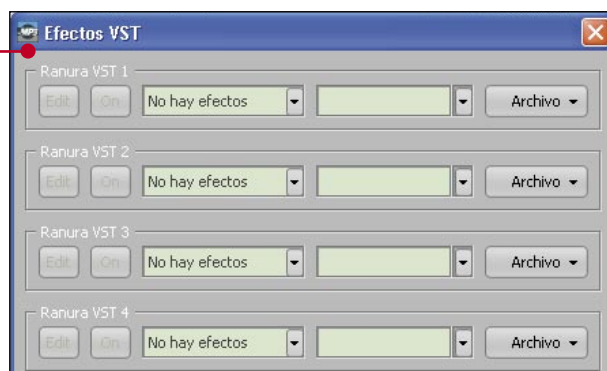 MPT Efectos VST
Ranura VST 1
Edit On No hay efectos Archivo
Ranura VST 2
Edit On No hay efectos Archivo
Ranura VST 3
Edit On No hay efectos Archivo
Ranura VST 4
Edit On No hay efectos Archivo